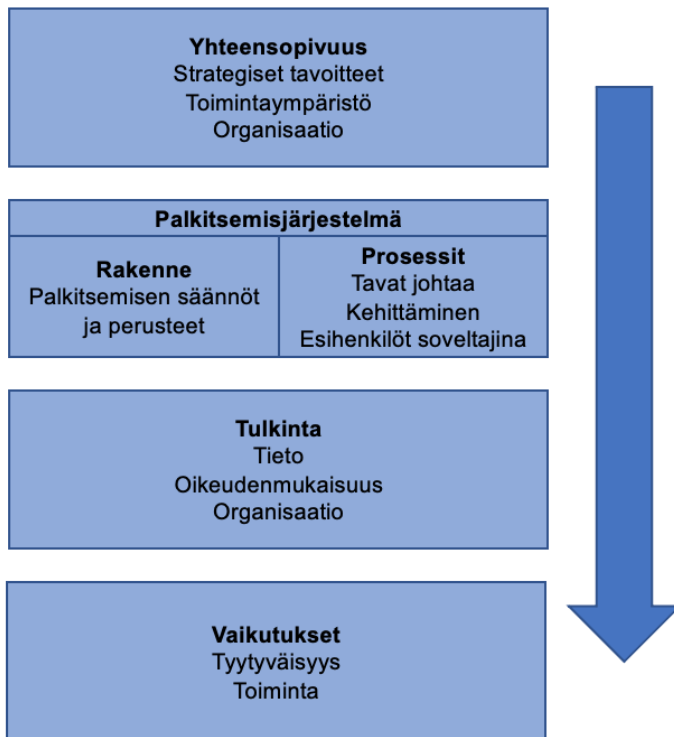 Yhteensopivuus
Strategiset tavoitteet
Toimintaympäristö
Organisaatio
Palkitsemisjärjestelmä
Rakenne
Palkitsemisen säännöt
ja perusteet
Prosessit
Tavat johtaa
Kehittäminen
Esihenkilöt soveltajina
Tulkinta
Tieto
Oikeudenmukaisuus
Organisaatio
Vaikutukset
Tyytyväisyys
Toiminta